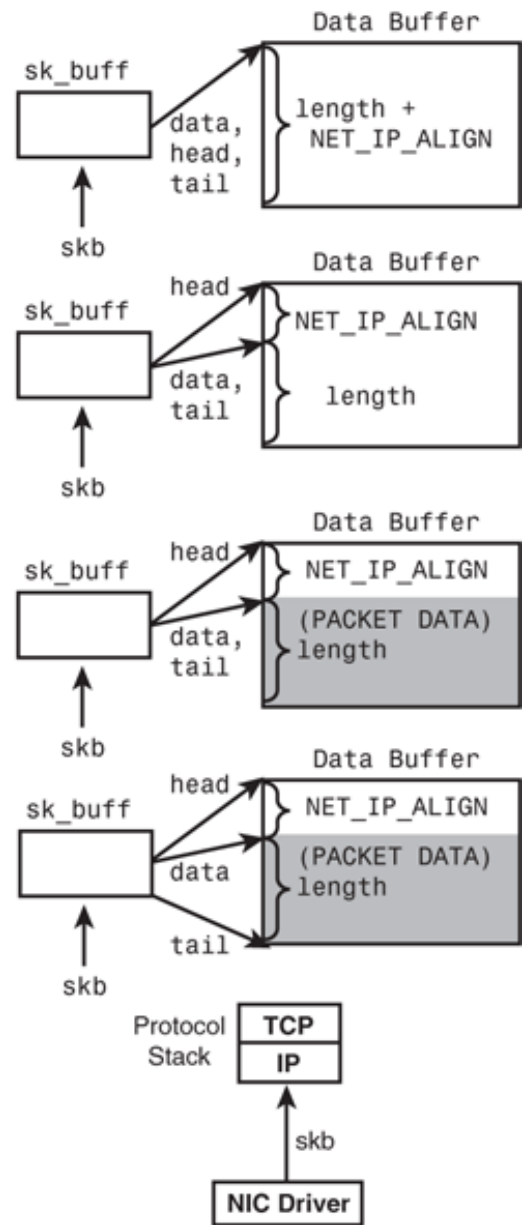 Data Buffer
sk_buff
data,
head,
tail
length +
NET_IP_ALIGN
skb
Data Buffer
sk_buff
head
data,
tail
NET_IP_ALIGN
length
skb
Data Buffer
sk_buff
head
data,
tail
NET_IP_ALIGN
(PACKET DATA)
length
skb
Data Buffer
sk_buff
head
data
tail
NET_IP_ALIGN
(PACKET DATA)
length
skb
Protocol
Stack
TCP
IP
skb
NIC Driver